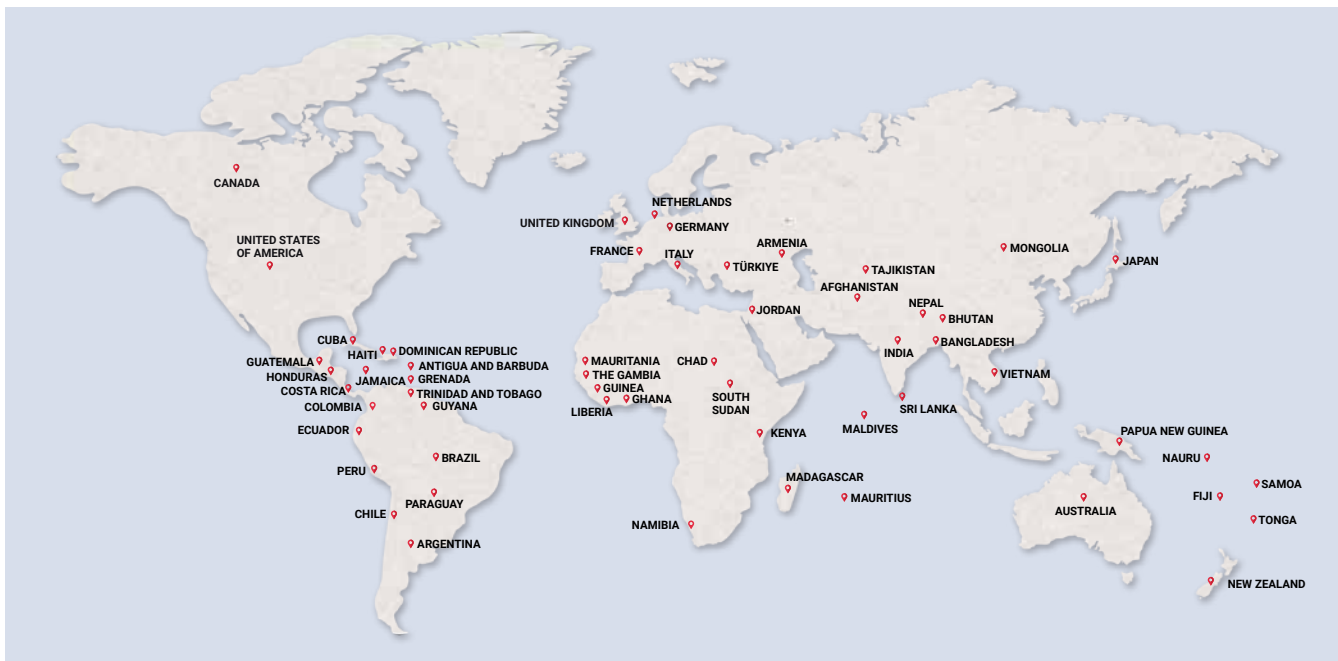 CANADA
UNITED STATES
OF AMERICA
CUBA
HAITI
DOMINICAN REPUBLIC
GUATEMALA
ANTIGUA AND BARBUDA
HONDURAS
JAMAICA
GRENADA
COSTA RICA
TRINIDAD AND TOBAGO
COLOMBIA
GUYANA
ECUADOR
BRAZIL
PERU
PARAGUAY
CHILE
ARGENTINA
NETHERLANDS
UNITED KINGDOM
GERMANY
FRANCE
ITALY
ARMENIA
TÜRKIYE
JORDAN
MAURITANIA
CHAD
THE GAMBIA
GUINEA
GHANA
LIBERIA
SOUTH
SUDAN
KENYA
MADAGASCAR
MAURITIUS
NAMIBIA
MONGOLIA
JAPAN
TAJIKISTAN
AFGHANISTAN
NEPAL
BHUTAN
INDIA
BANGLADESH
VIETNAM
SRI LANKA
MALDIVES
PAPUA NEW GUINEA
NAURU
SAMOA
FIJI
AUSTRALIA
TONGA
NEW ZEALAND